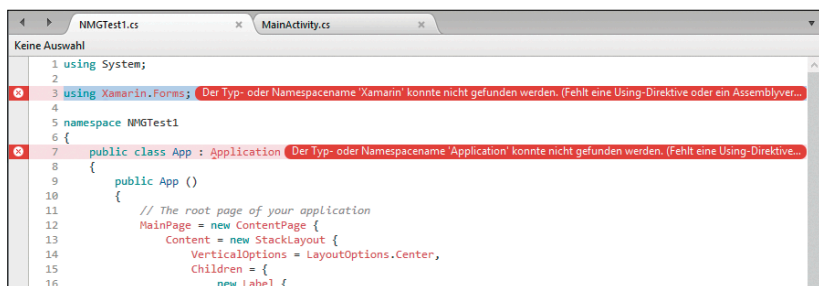 NMGTest1.cs × MainActivity.cs ×
Keine Auswahl
1 using System;
2
3 using Xamarin.Forms; Der Typ- oder Namespacename 'Xamarin' konnte nicht gefunden werden. (Fehlt eine Using-Direktive oder ein Assemblyver...
4
5 namespace NMGTest1
6 {
7 public class App : Application Der Typ- oder Namespacename 'Application' konnte nicht gefunden werden. (Fehlt eine Using-Direktive...
8 {
9 public App ()
10 {
11 // The root page of your application
12 MainPage = new ContentPage {
13 Content = new StackLayout {
14 VerticalOptions = LayoutOptions.Center,
15 Children = {
16 new Label {